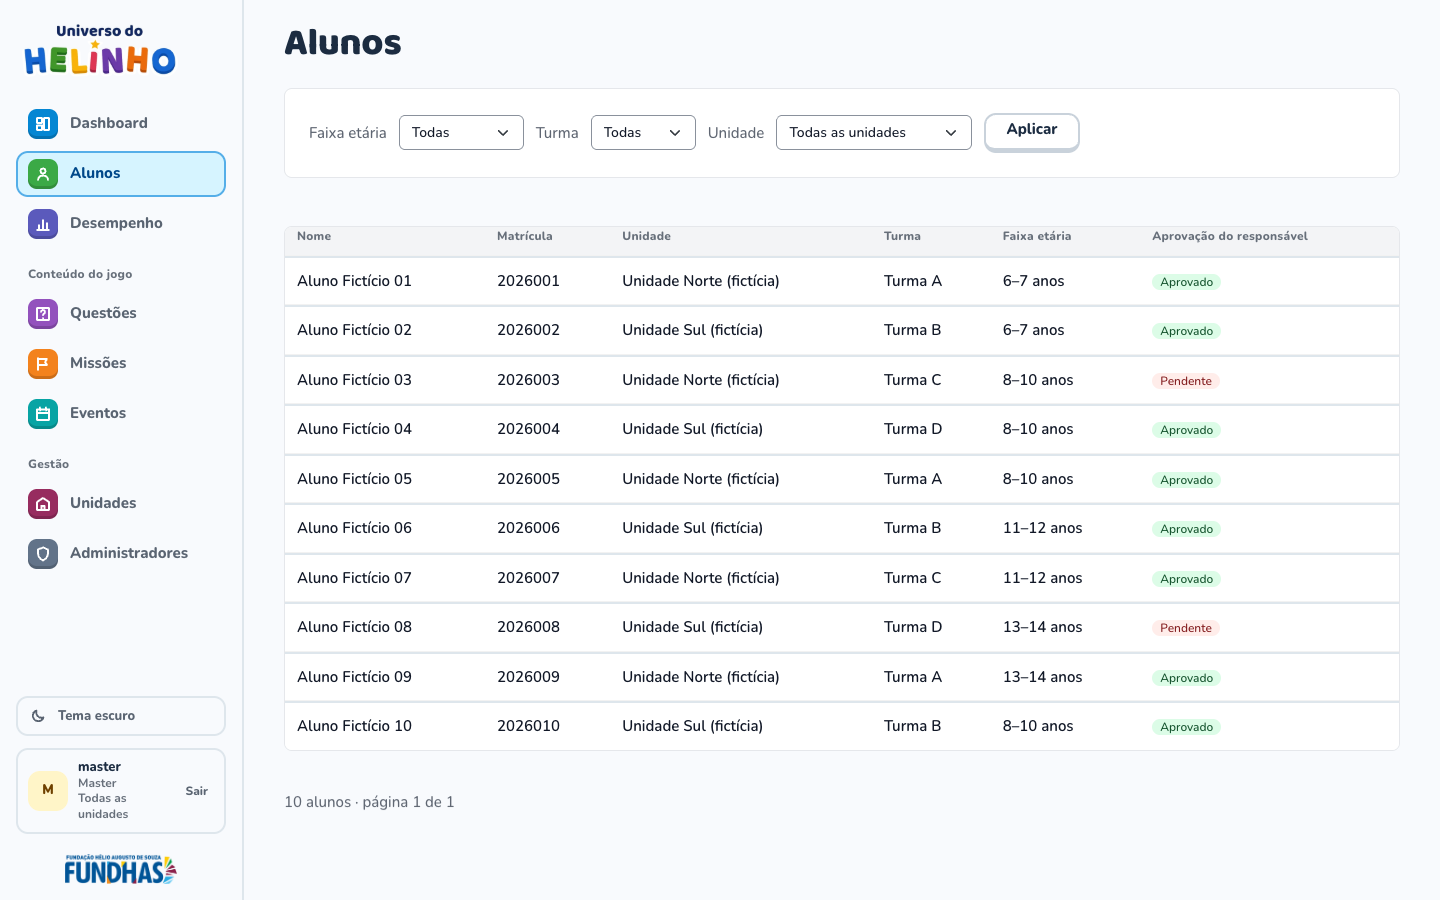 Universo do
HELINHO
Dashboard
Alunos
Desempenho
Conteúdo do jogo
Questões
Missões
Eventos
Gestão
Unidades
Administradores
Tema escuro
M
master
Master
Todas as
unidades
Sair
FUNDAÇÃO HÉLIO AUGUSTO DE SOUZA
FUNDHAS
Alunos
Faixa etária Todas Turma Todas Unidade Todas as unidades Aplicar
Nome Matrícula Unidade Turma Faixa etária Aprovação do responsável
Aluno Fictício 01 2026001 Unidade Norte (fictícia) Turma A 6–7 anos Aprovado
Aluno Fictício 02 2026002 Unidade Sul (fictícia) Turma B 6–7 anos Aprovado
Aluno Fictício 03 2026003 Unidade Norte (fictícia) Turma C 8–10 anos Pendente
Aluno Fictício 04 2026004 Unidade Sul (fictícia) Turma D 8–10 anos Aprovado
Aluno Fictício 05 2026005 Unidade Norte (fictícia) Turma A 8–10 anos Aprovado
Aluno Fictício 06 2026006 Unidade Sul (fictícia) Turma B 11–12 anos Aprovado
Aluno Fictício 07 2026007 Unidade Norte (fictícia) Turma C 11–12 anos Aprovado
Aluno Fictício 08 2026008 Unidade Sul (fictícia) Turma D 13–14 anos Pendente
Aluno Fictício 09 2026009 Unidade Norte (fictícia) Turma A 13–14 anos Aprovado
Aluno Fictício 10 2026010 Unidade Sul (fictícia) Turma B 8–10 anos Aprovado
10 alunos · página 1 de 1